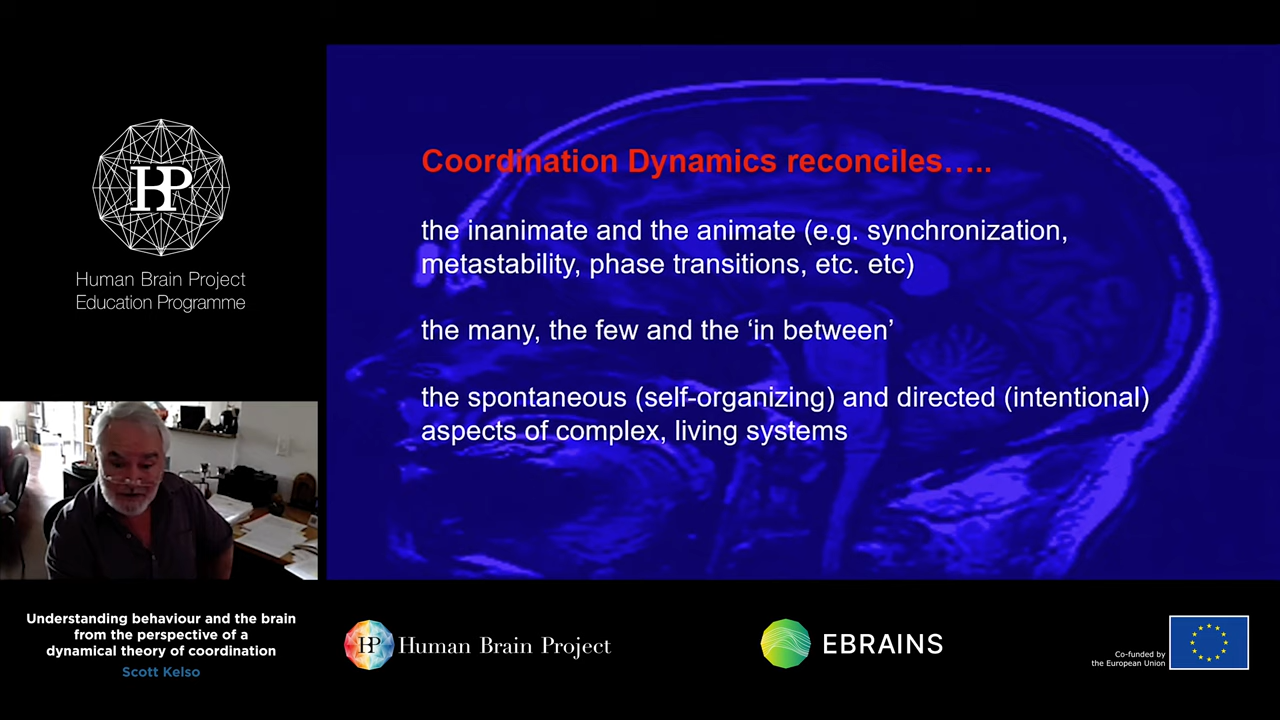 HP
Human Brain Project
Education Programme
Coordination Dynamics reconciles…..
the inanimate and the animate (e.g. synchronization,
metastability, phase transitions, etc. etc)
the many, the few and the ‘in between’
the spontaneous (self-organizing) and directed (intentional)
aspects of complex, living systems
Understanding behaviour and the brain
from the perspective of a
dynamical theory of coordination
Scott Kelso
HP Human Brain Project
EBRAINS
Co-funded by
the European Union